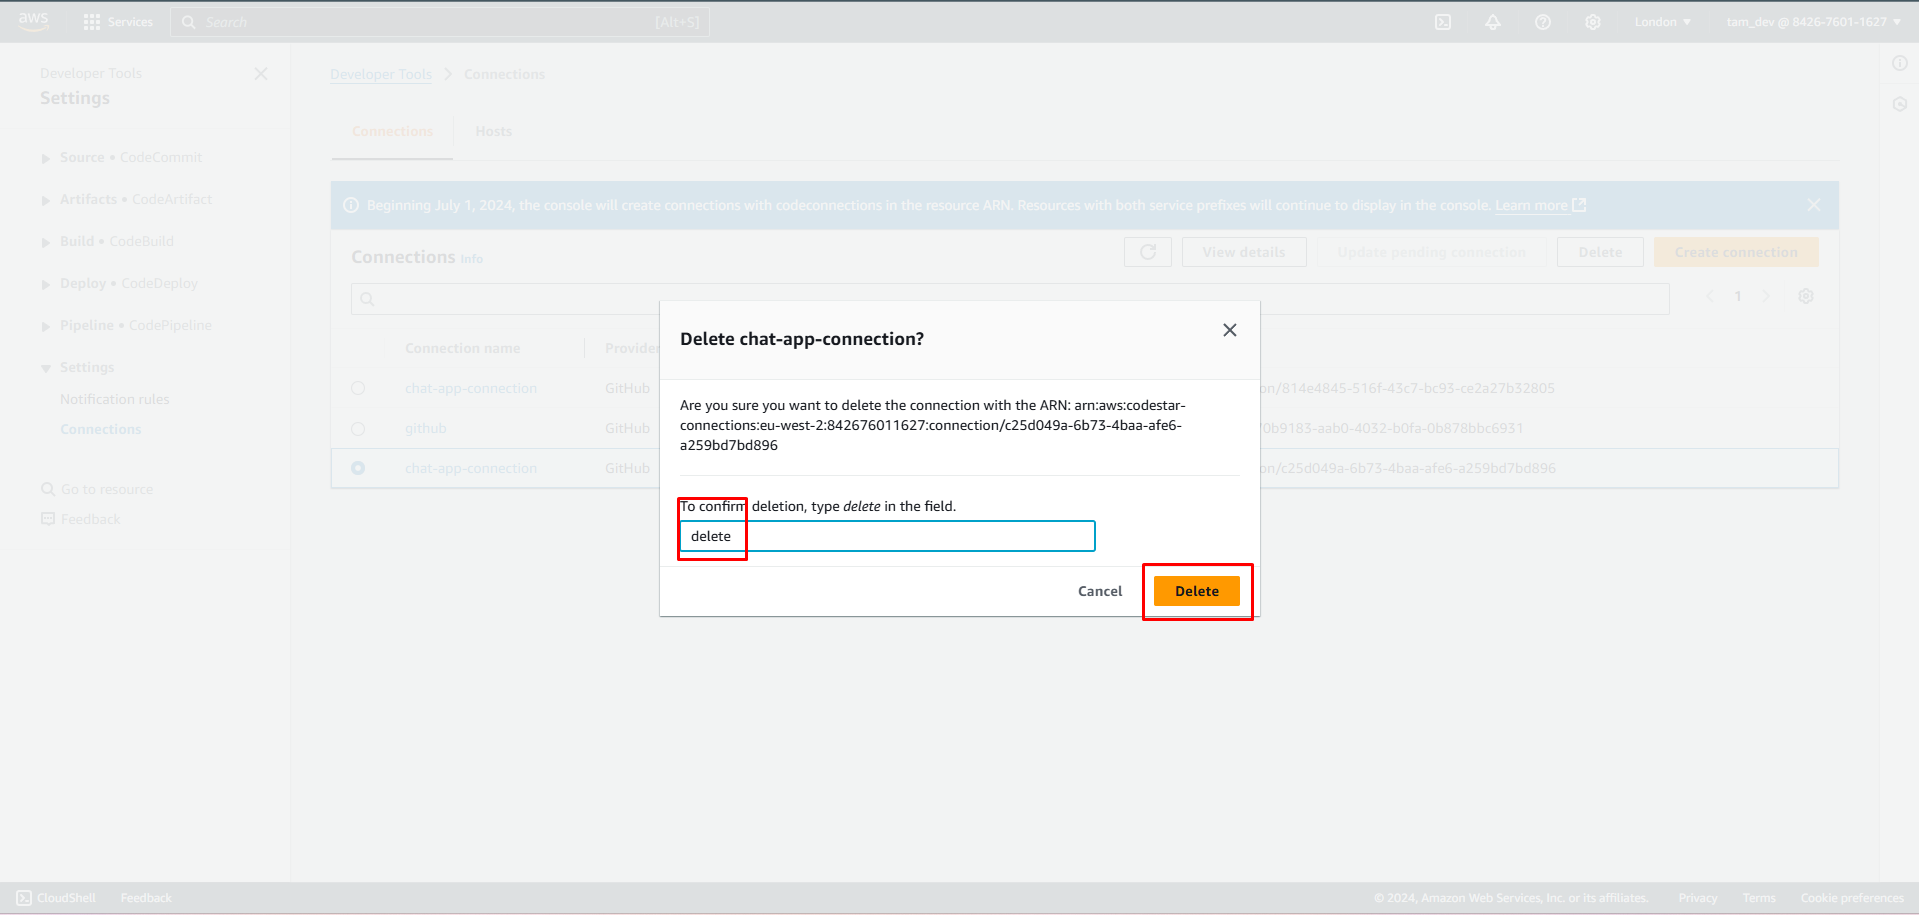 aws
Services
Search
[Alt+S]
London
tam_dev @ 8426-7601-1627
Developer Tools
Settings
Source • CodeCommit
Artifacts • CodeArtifact
Build • CodeBuild
Deploy • CodeDeploy
Pipeline • CodePipeline
Settings
Notification rules
Connections
Go to resource
Feedback
Developer Tools
Connections
Connections
Hosts
Beginning July 1, 2024, the console will create connections with codeconnections in the resource ARN. Resources with both service prefixes will continue to display in the console. Learn more
Connections Info
View details
Update pending connection
Delete
Create connection
1
Connection name
Provider
chat-app-connection
GitHub
on/814e4845-516f-43c7-bc93-ce2a27b32805
github
GitHub
0b9183-aab0-4032-b0fa-0b878bbc6931
chat-app-connection
GitHub
on/c25d049a-6b73-4baa-afe6-a259bd7bd896
Delete chat-app-connection?
Are you sure you want to delete the connection with the ARN: arn:aws:codestar-
connections:eu-west-2:842676011627:connection/c25d049a-6b73-4baa-afe6-
a259bd7bd896
To confirm deletion, type delete in the field.
delete
Cancel
Delete
CloudShell
Feedback
© 2024, Amazon Web Services, Inc. or its affiliates.
Privacy
Terms
Cookie preferences